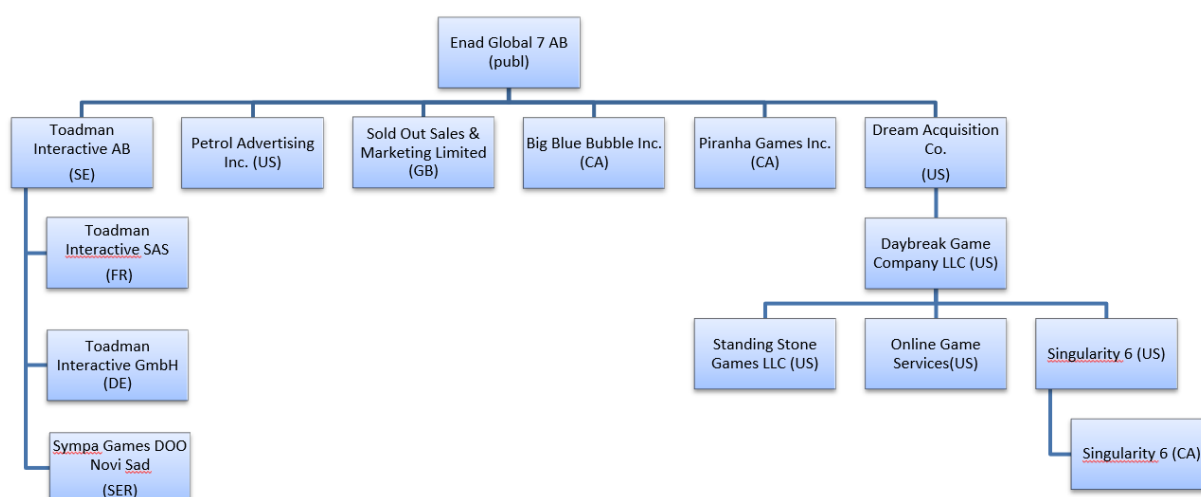 Enad Global 7 AB
(publ)
Toadman
Interactive AB
(SE)
Petrol Advertising
Inc. (US)
Sold Out Sales &
Marketing Limited
(GB)
Big Blue Bubble Inc.
(CA)
Piranha Games Inc.
(CA)
Dream Acquisition
Co.
(US)
Toadman
Interactive SAS
(FR)
Daybreak Game
Company LLC (US)
Toadman
Interactive GmbH
(DE)
Standing Stone
Games LLC (US)
Online Game
Services(US)
Singularity 6 (US)
Sympa Games DOO
Novi Sad
(SER)
Singularity 6 (CA)